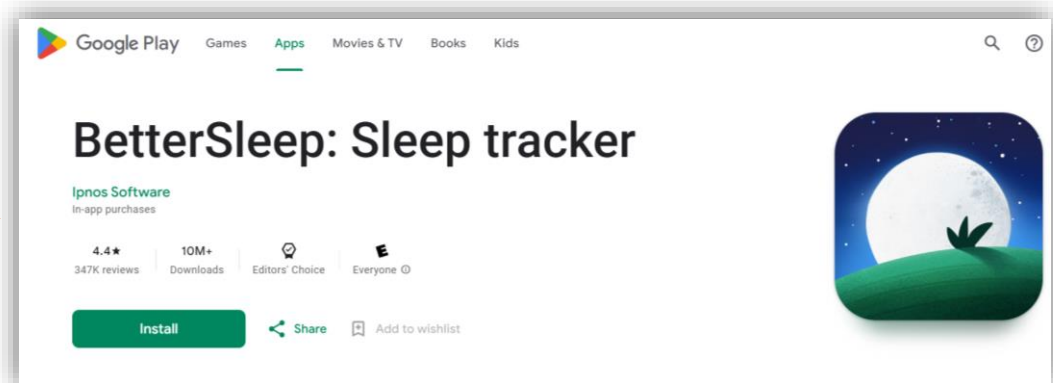 Google Play Games Apps Movies & TV Books Kids
BetterSleep: Sleep tracker
Ipnos Software
In-app purchases
4.4★ 10M+ E
347K reviews Downloads Editors' Choice Everyone
Install Share Add to wishlist